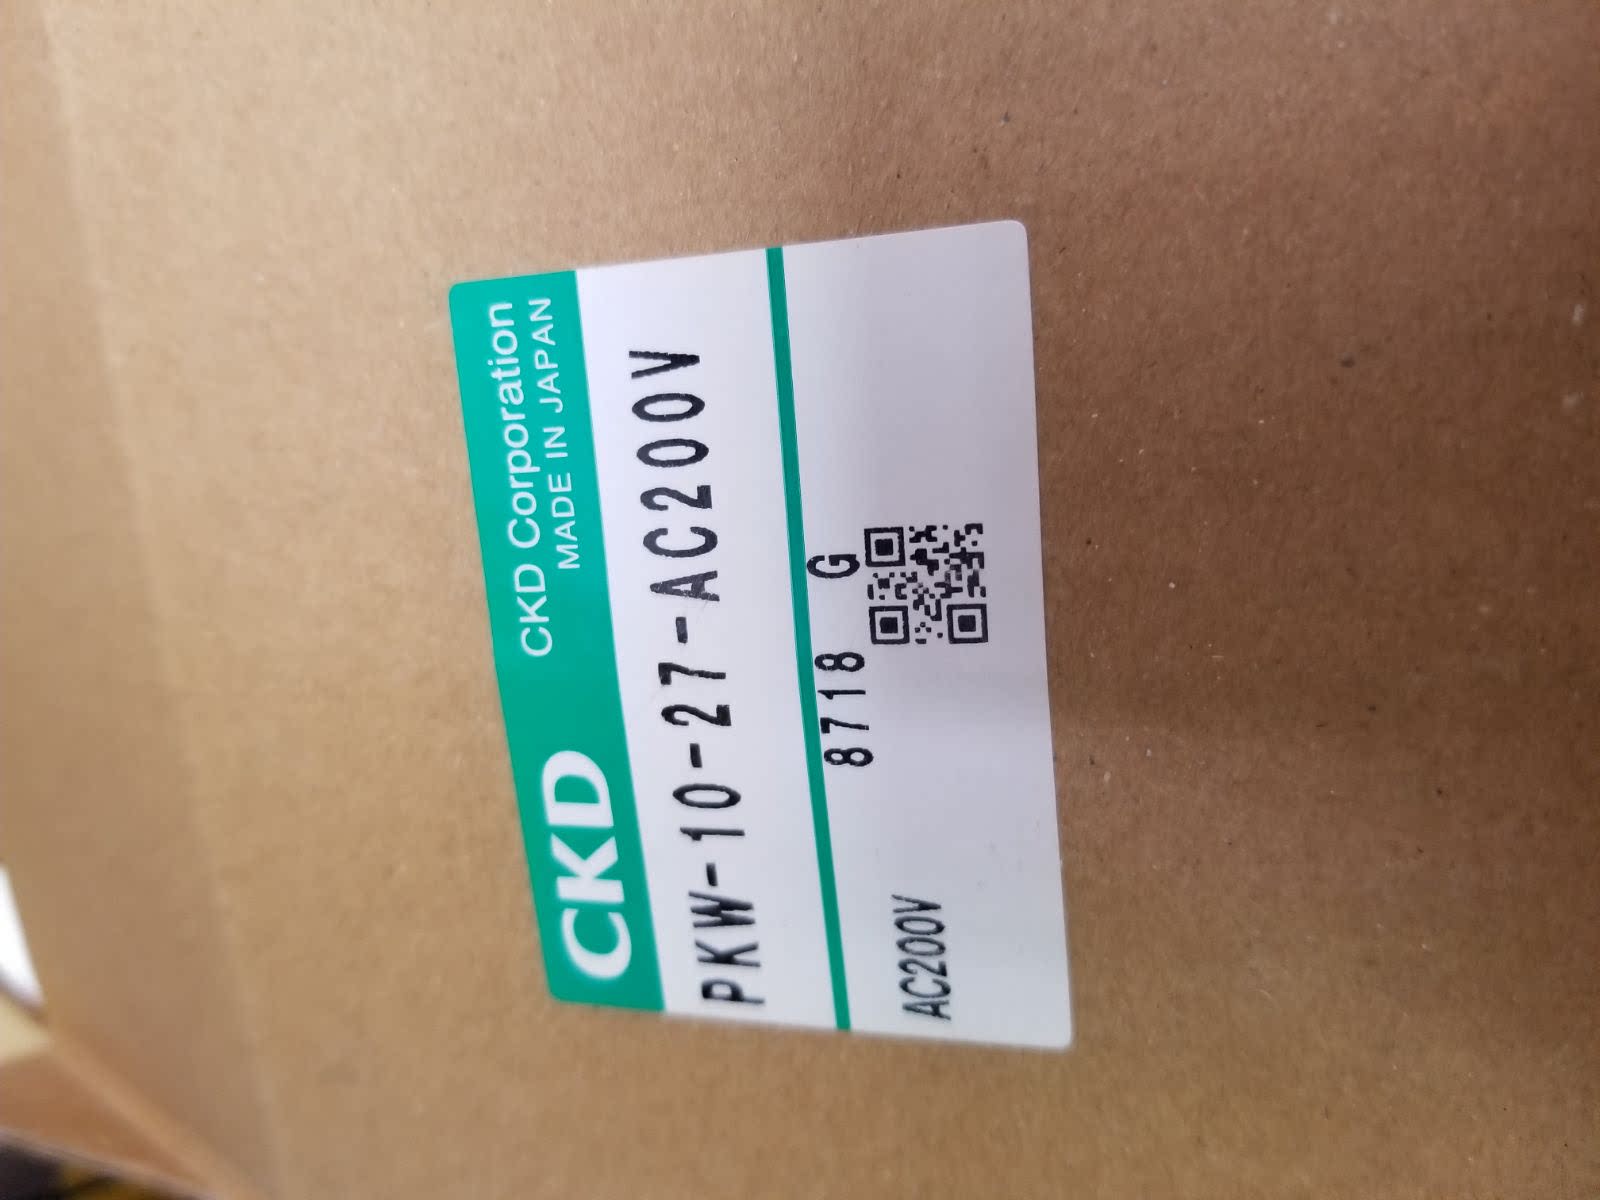 CKD
CKD Corporation
MADE IN JAPAN
PKW-10-27-AC200V
8718 G
AC200V